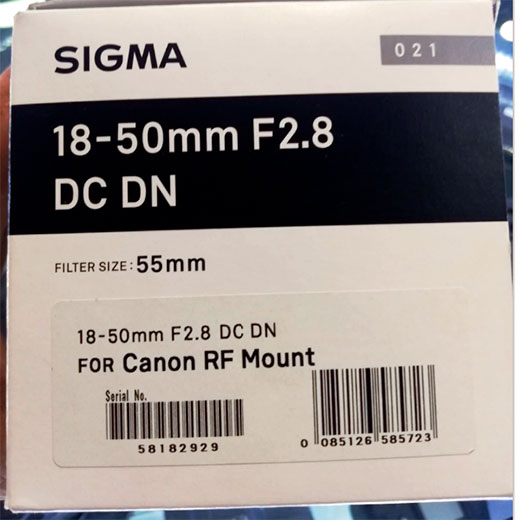 SIGMA
021
18-50mm F2.8
DC DN
FILTER SIZE: 55mm
18-50mm F2.8 DC DN
FOR Canon RF Mount
Serial No.
58182929
0 085126 585723